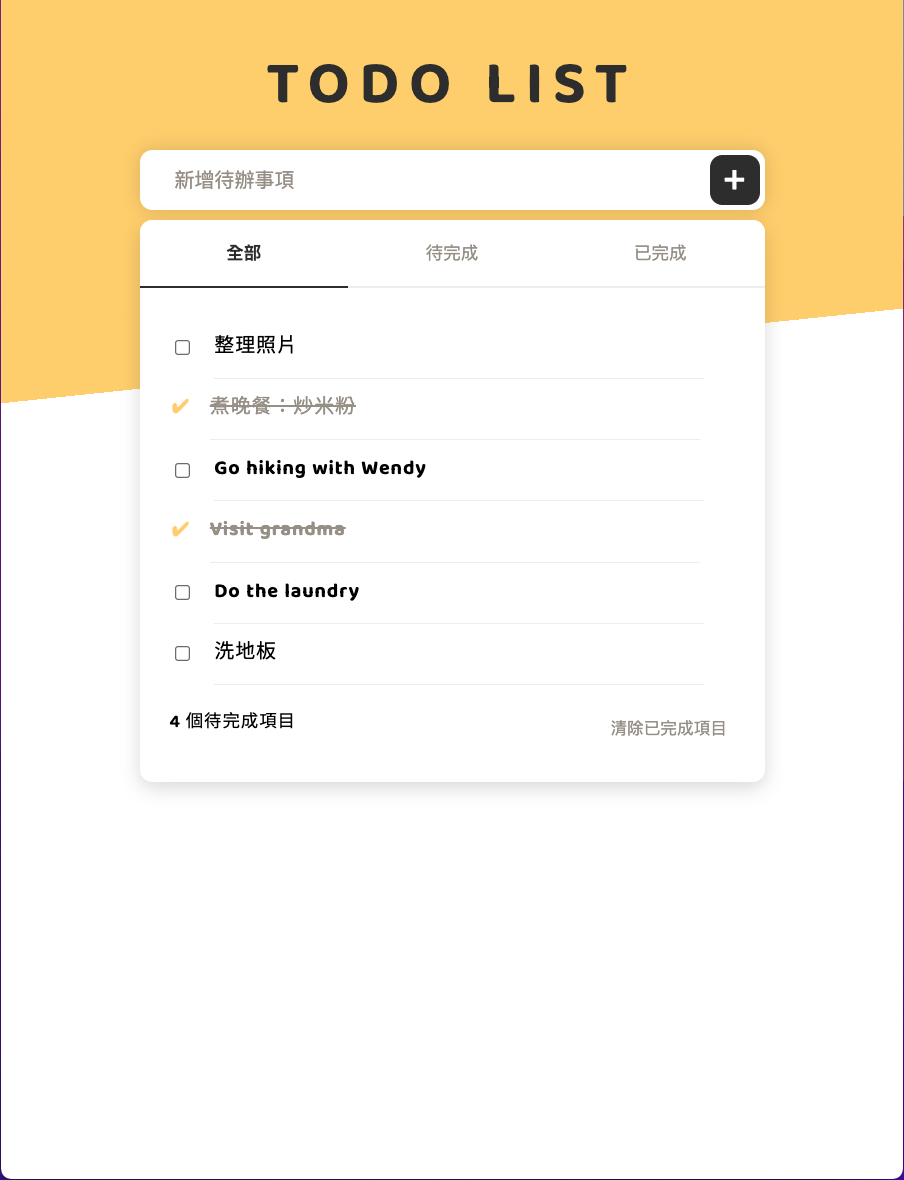 TODO LIST
新增待辦事項
全部 待完成 已完成
整理照片
煮晚餐：炒米粉
Go hiking with Wendy
Visit grandma
Do the laundry
洗地板
4 個待完成項目 清除已完成項目